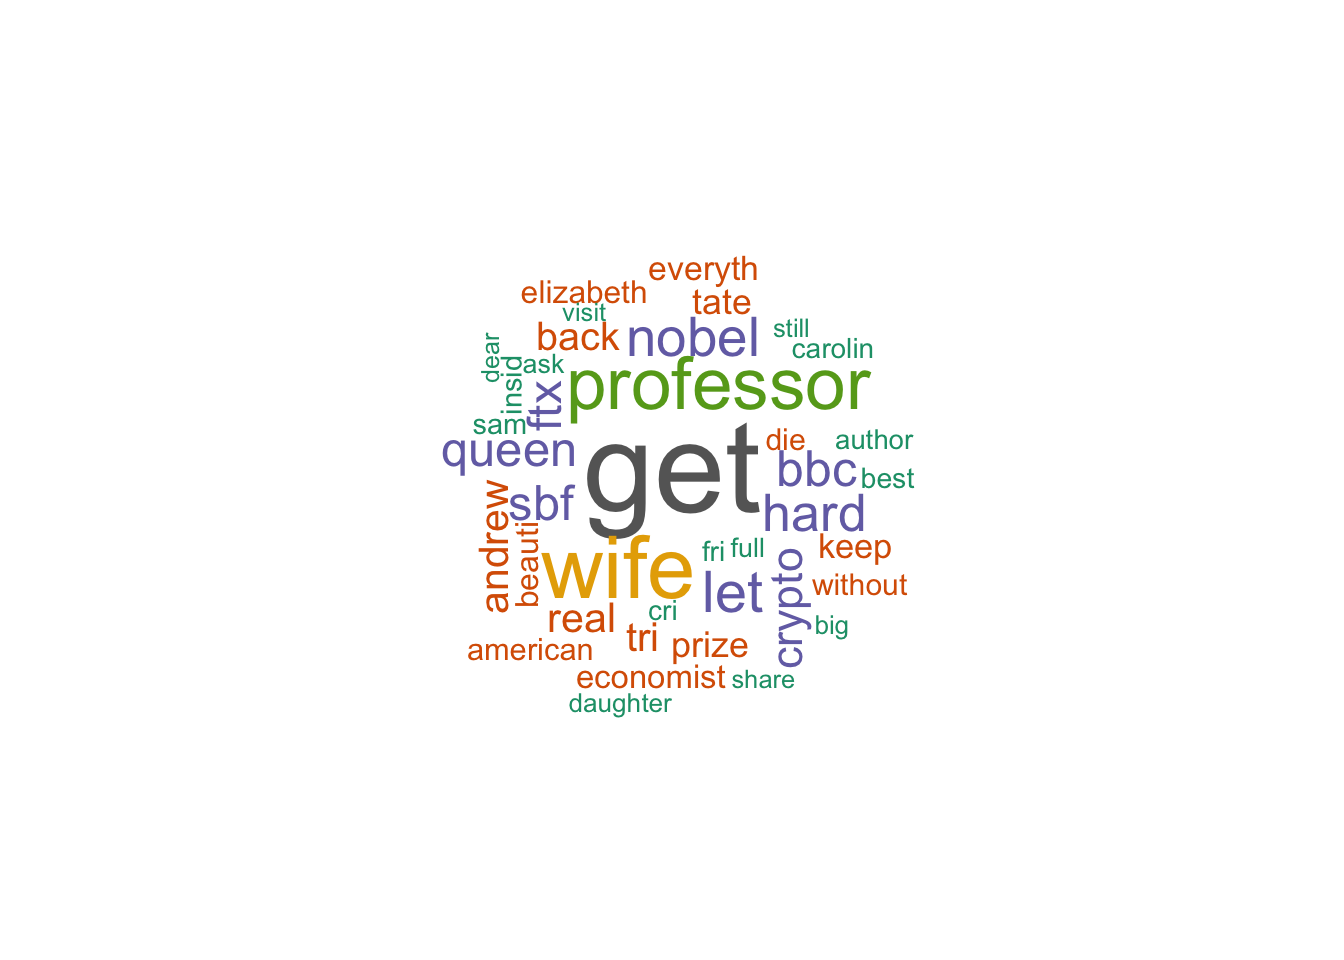 everyth
elizabeth
tate
visit
back
nobel
still
carolin
dear
insid
ask
ftx
professor
sam
queen
get
die
author
bbc
best
sbf
hard
andrew
beauti
wife
fri
full
keep
let
crypto
without
real
cri
tri
prize
big
american
economist
share
daughter